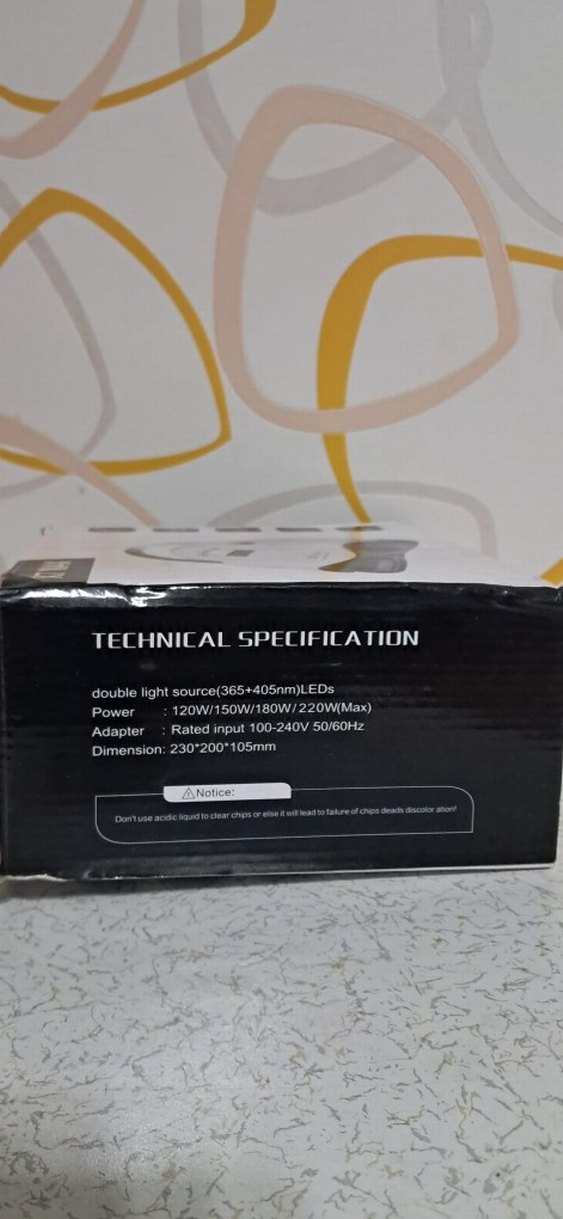 TECHNICAL SPECIFICATION
double light source(365+405nm)LEDs
Power : 120W/150W/180W/220W(Max)
Adapter : Rated input 100-240V 50/60Hz
Dimension: 230*200*105mm
⚠Notice:
Don't use acidic liquid to clear chips or else it will lead to failure of chips deads discolor ation!